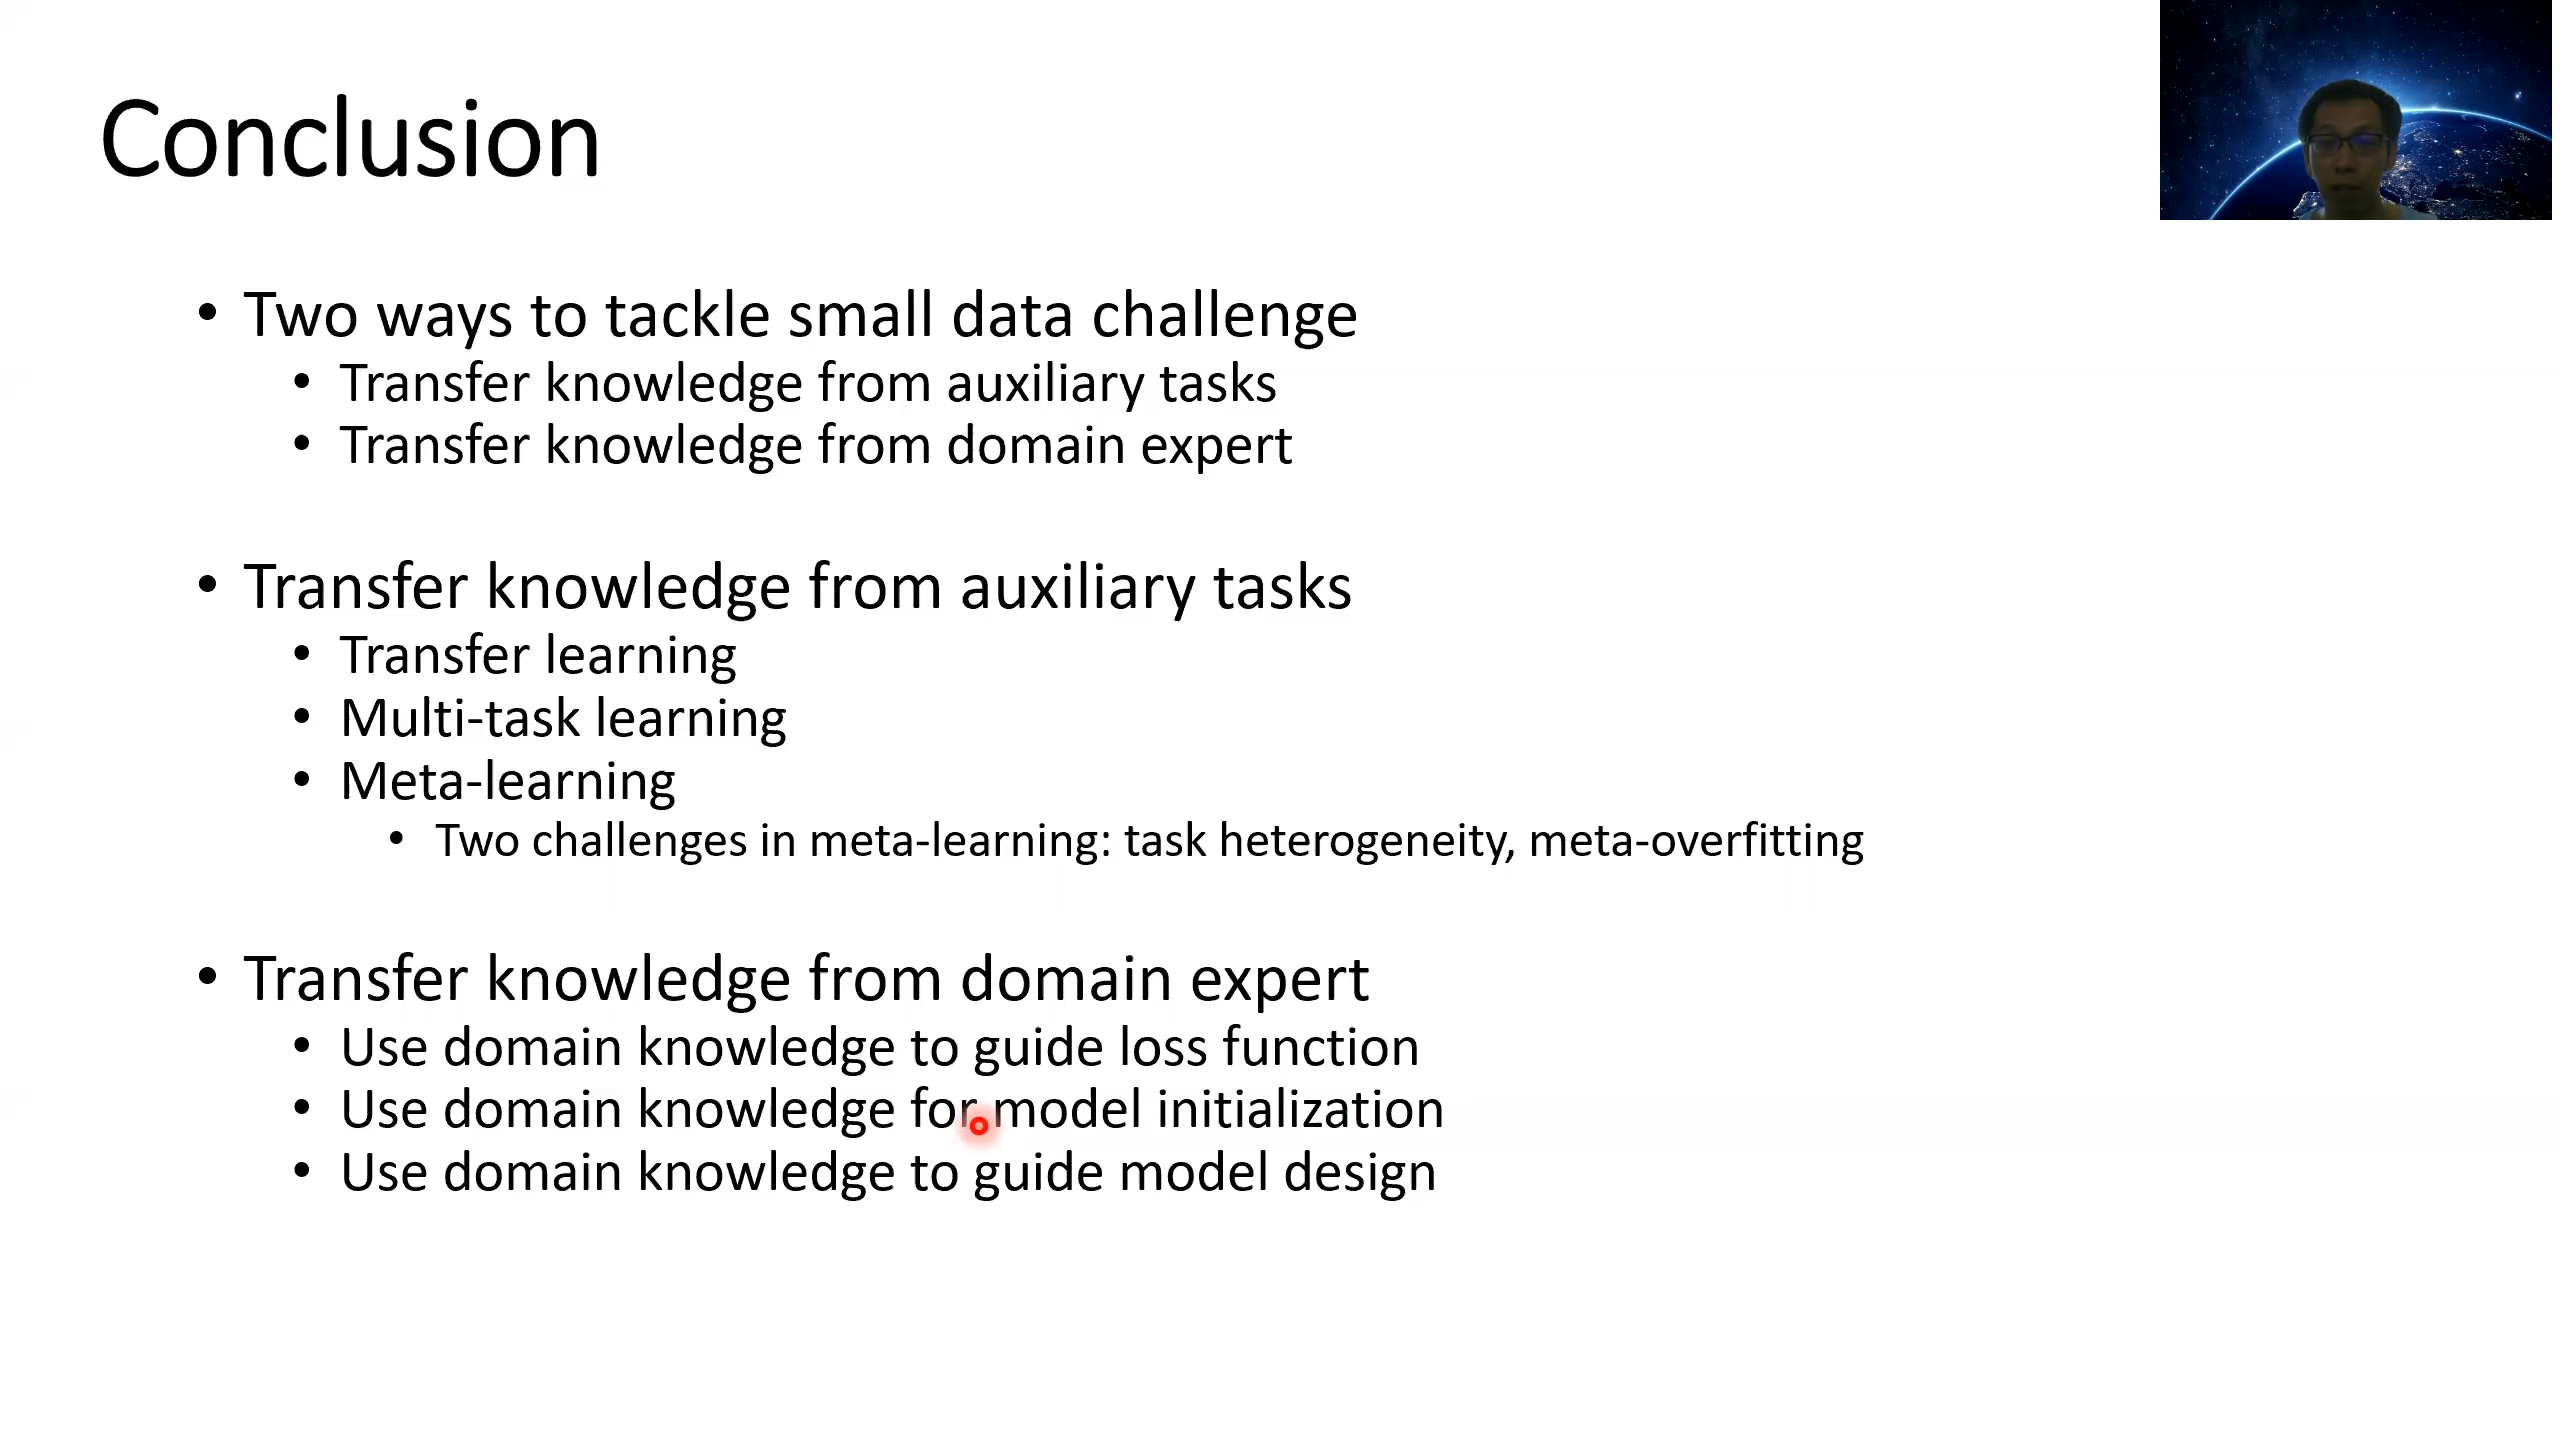 Conclusion
• Two ways to tackle small data challenge
• Transfer knowledge from auxiliary tasks
• Transfer knowledge from domain expert
• Transfer knowledge from auxiliary tasks
• Transfer learning
• Multi-task learning
• Meta-learning
• Two challenges in meta-learning: task heterogeneity, meta-overfitting
• Transfer knowledge from domain expert
• Use domain knowledge to guide loss function
• Use domain knowledge for model initialization
• Use domain knowledge to guide model design